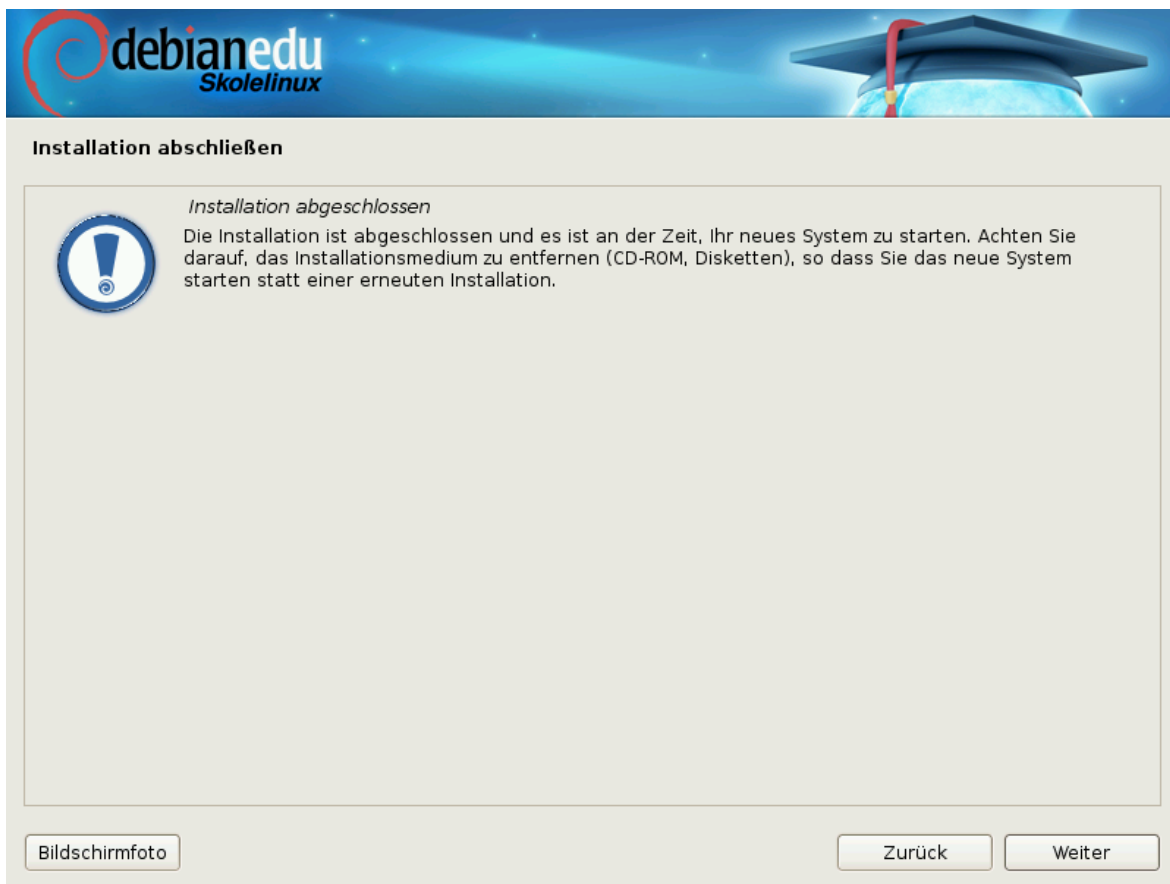 debianedu
Skolelinux
Installation abschließen
Installation abgeschlossen
Die Installation ist abgeschlossen und es ist an der Zeit, Ihr neues System zu starten. Achten Sie
darauf, das Installationsmedium zu entfernen (CD-ROM, Disketten), so dass Sie das neue System
starten statt einer erneuten Installation.
Bildschirmfoto
Zurück
Weiter